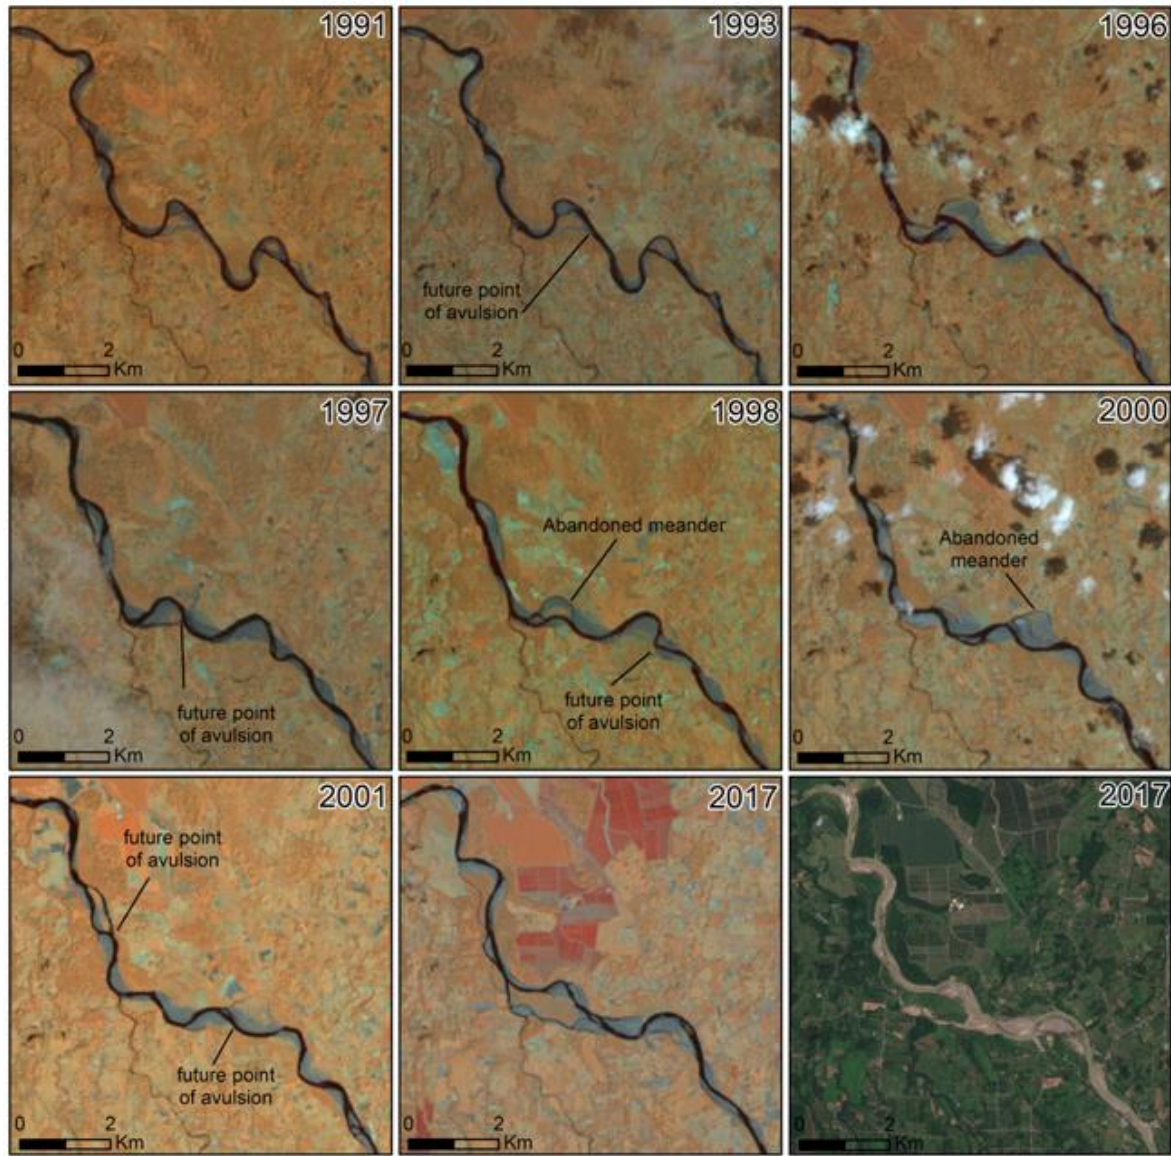 1991
1993
1996
future point
of avulsion
0 2
Km
0 2
Km
0 2
Km
1997
1998
2000
Abandoned meander
Abandoned
meander
future point
of avulsion
future point
of avulsion
0 2
Km
0 2
Km
0 2
Km
2001
2017
2017
future point
of avulsion
future point
of avulsion
0 2
Km
0 2
Km
0 2
Km